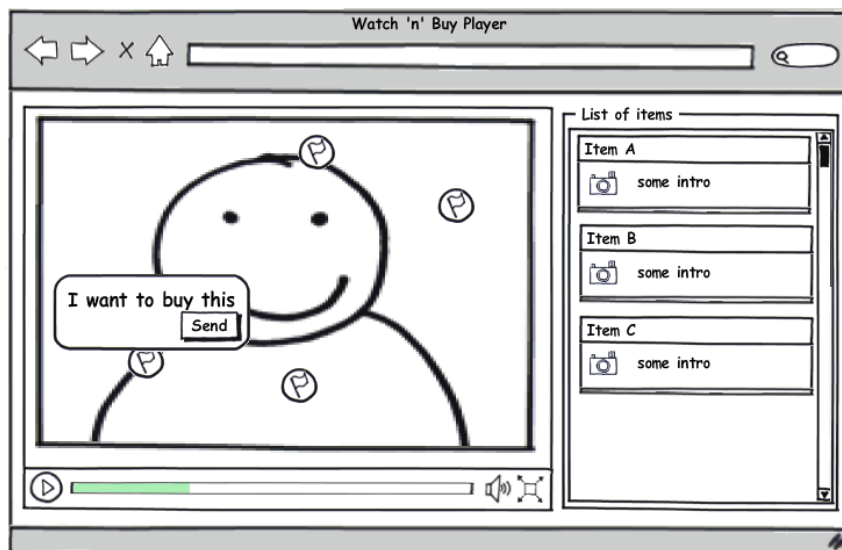 Watch 'n' Buy Player
I want to buy this
Send
List of items
Item A
some intro
Item B
some intro
Item C
some intro